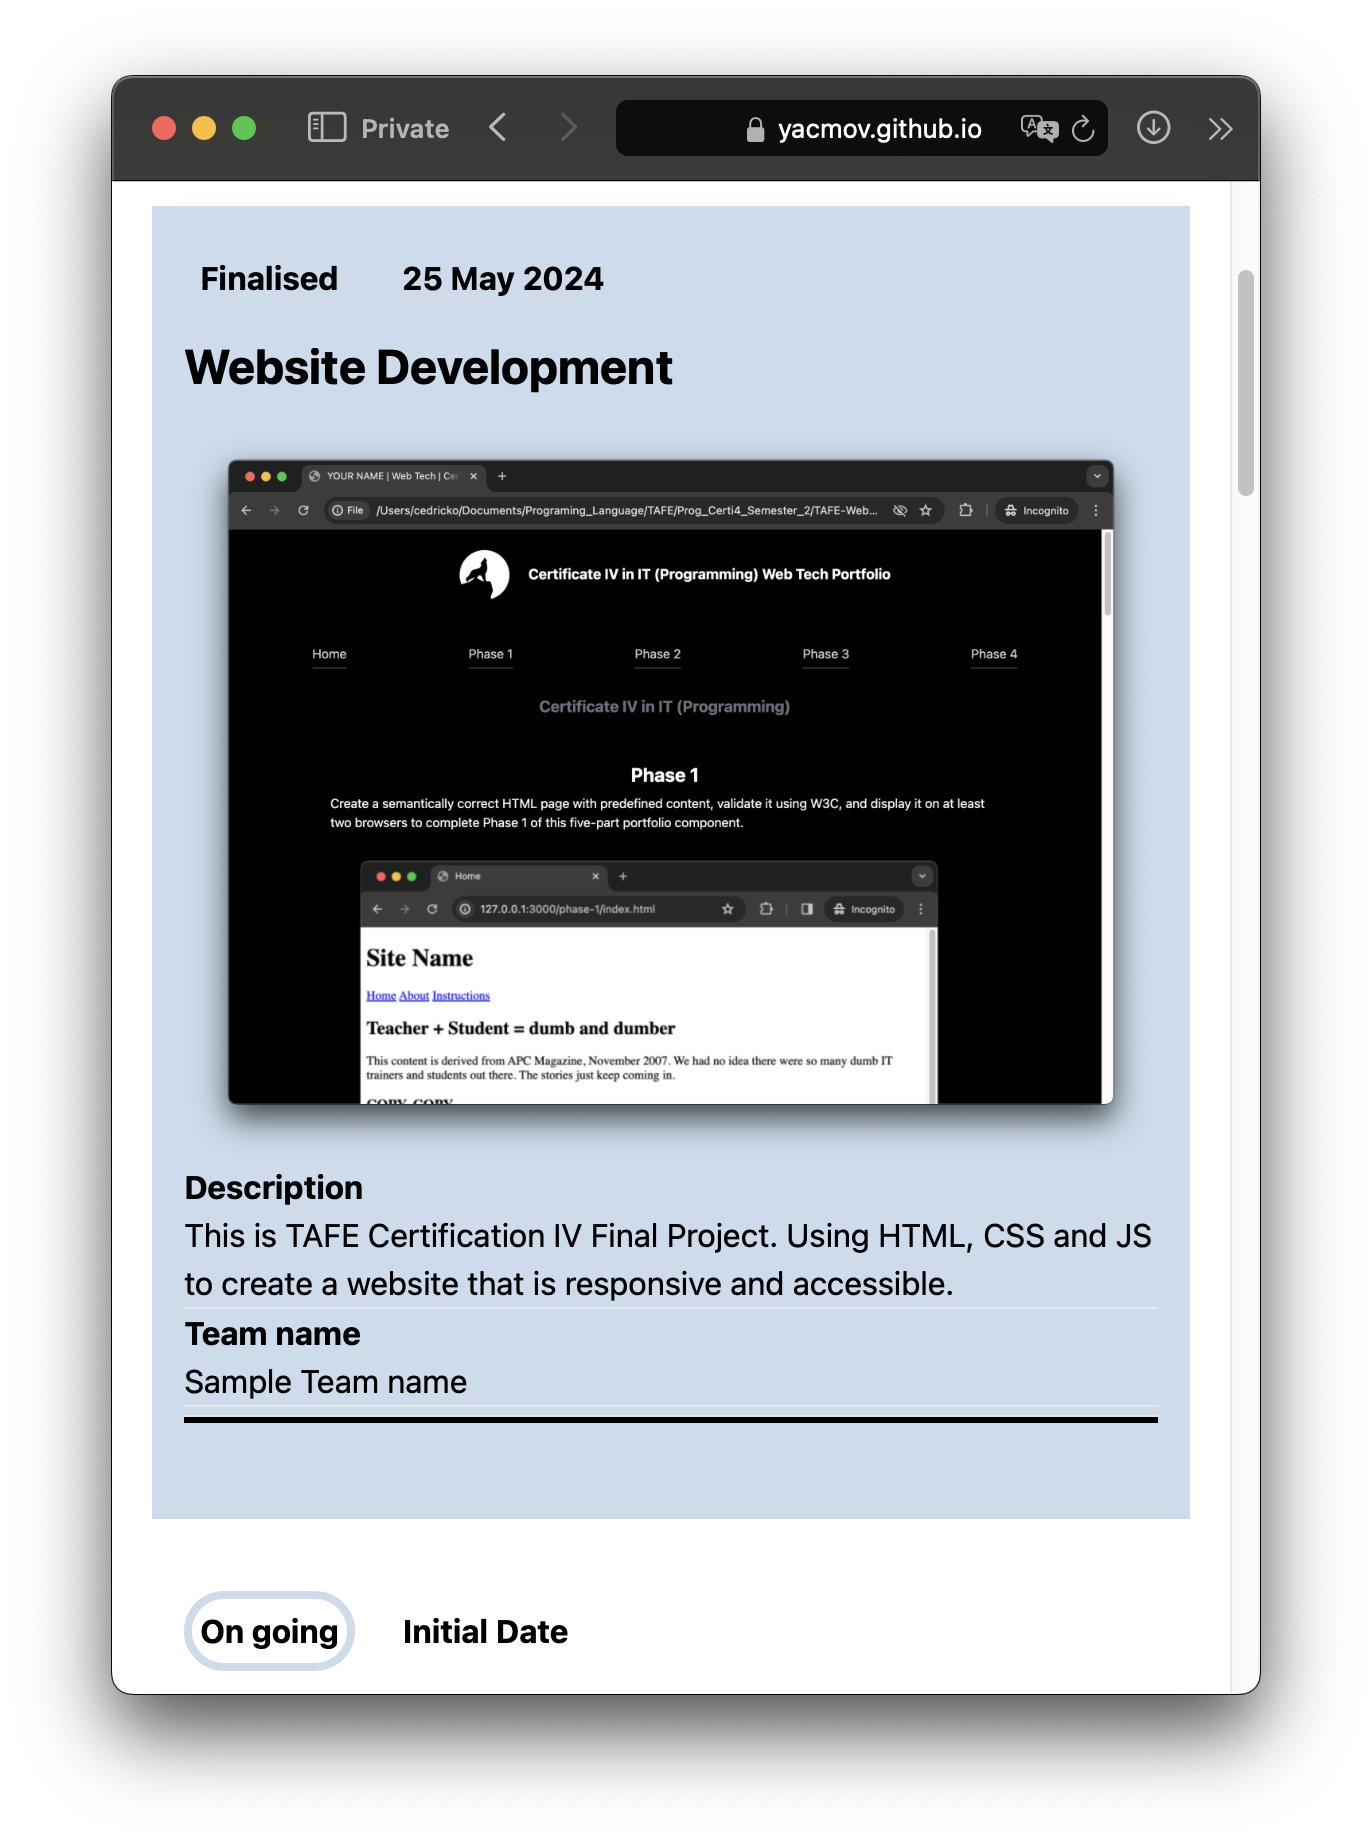 Private
yacmov.github.io
Finalised 25 May 2024
Website Development
YOUR NAME | Web Tech | Cer
File /Users/cedricko/Documents/Programing_Language/TAFE/Prog_Certi4_Semester_2/TAFE-Web... Incognito
Certificate IV in IT (Programming) Web Tech Portfolio
Home Phase 1 Phase 2 Phase 3 Phase 4
Certificate IV in IT (Programming)
Phase 1
Create a semantically correct HTML page with predefined content, validate it using W3C, and display it on at least
two browsers to complete Phase 1 of this five-part portfolio component.
Home
127.0.0.1:3000/phase-1/index.html Incognito
Site Name
Home About Instructions
Teacher + Student = dumb and dumber
This content is derived from APC Magazine, November 2007. We had no idea there were so many dumb IT
trainers and students out there. The stories just keep coming in.
COPY, COPY
Description
This is TAFE Certification IV Final Project. Using HTML, CSS and JS
to create a website that is responsive and accessible.
Team name
Sample Team name
On going Initial Date